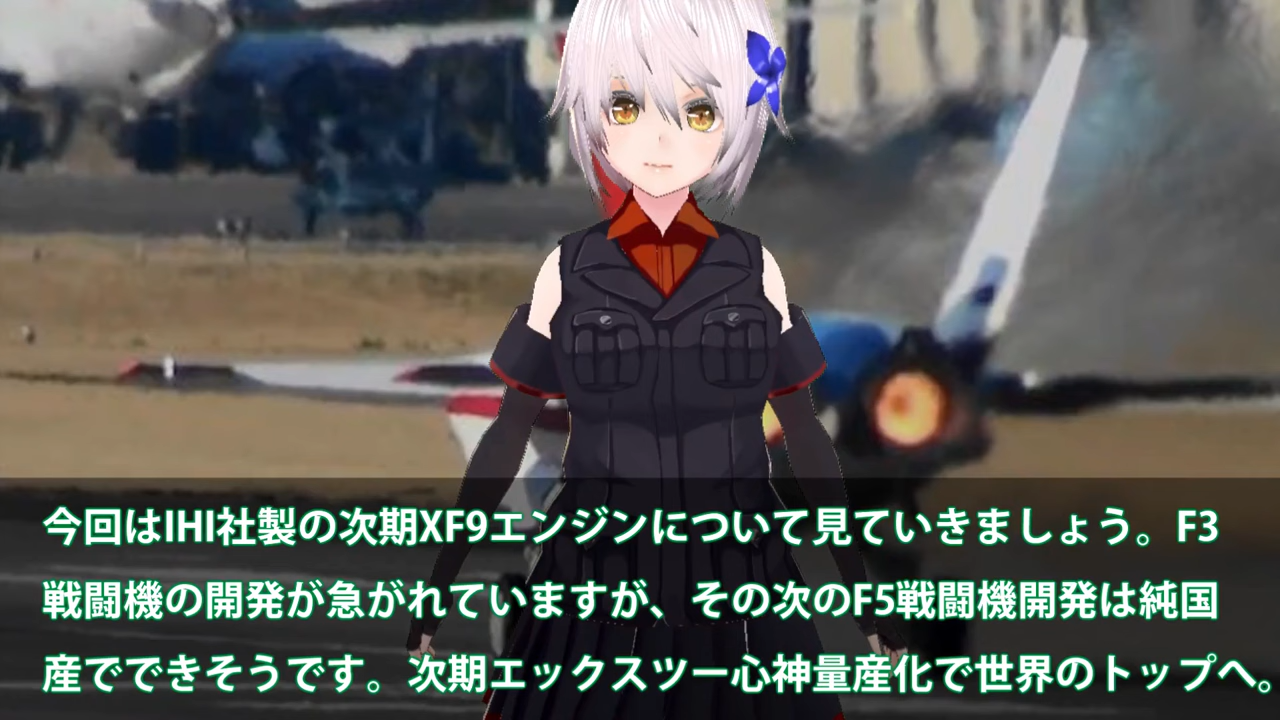 今回はIHI社製の次期XF9エンジンについて見ていきましょう。F3
戦闘機の開発が急がれていますが、その次のF5戦闘機開発は純国
産でできそうです。次期エックスツー心神量産化で世界のトップへ。